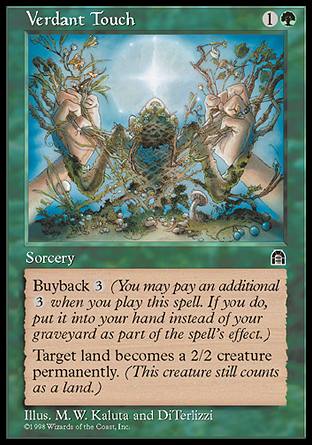 Verdant Touch 1
Sorcery
Buyback 3 (You may pay an additional
3 when you play this spell. If you do,
put it into your hand instead of your
graveyard as part of the spell's effect.)
Target land becomes a 2/2 creature
permanently. (This creature still counts
as a land.)
Illus. M. W. Kaluta and DiTerlizzi
©1998 Wizards of the Coast, Inc.